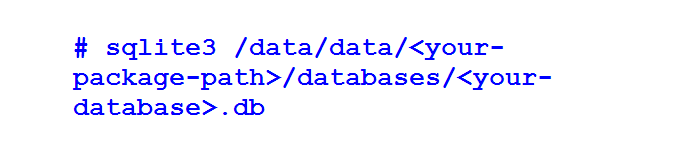 # sqlite3 /data/data/<your-
package-path>/databases/<your-
database>.db